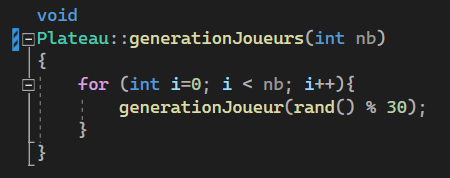 void
Plateau::generationJoueurs(int nb)
{
for (int i=0; i < nb; i++){
generationJoueur(rand() % 30);
}
}